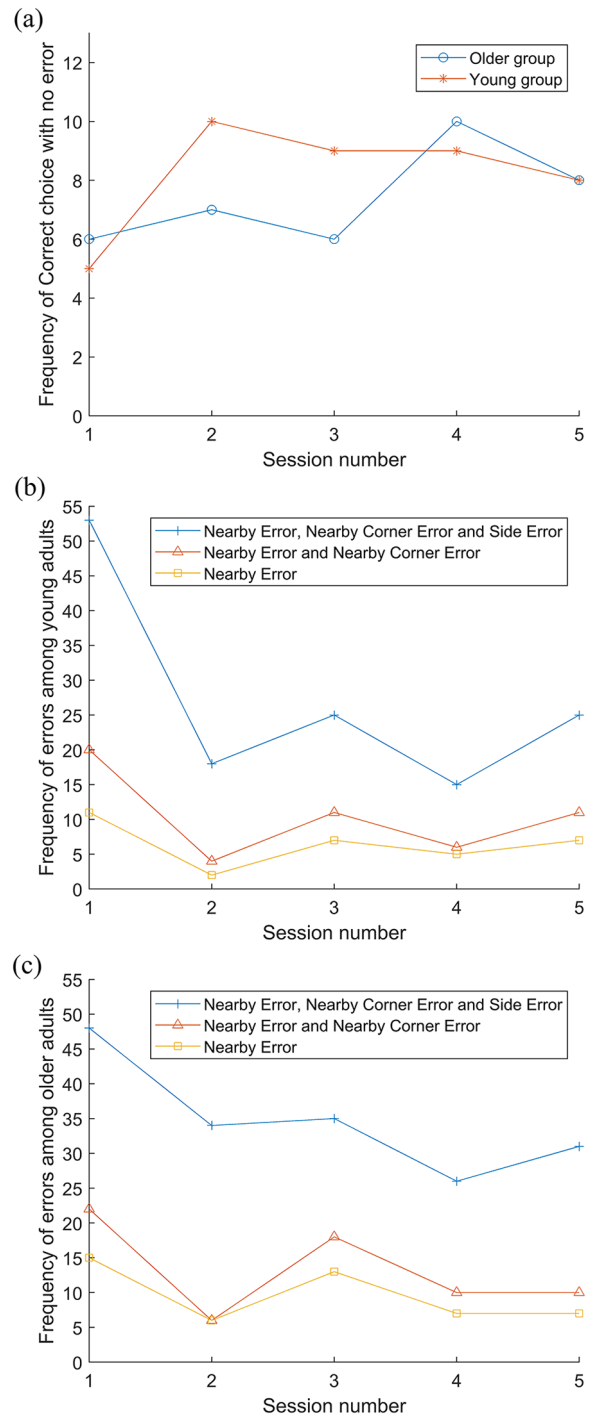 (a)
Frequency of Correct choice with no error
12
10
8
6
4
2
0
Older group
Young group
1 2 3 4 5
Session number
(b)
Frequency of errors among young adults
55
50
45
40
35
30
25
20
15
10
5
0
Nearby Error, Nearby Corner Error and Side Error
Nearby Error and Nearby Corner Error
Nearby Error
1 2 3 4 5
Session number
(c)
Frequency of errors among older adults
55
50
45
40
35
30
25
20
15
10
5
0
Nearby Error, Nearby Corner Error and Side Error
Nearby Error and Nearby Corner Error
Nearby Error
1 2 3 4 5
Session number